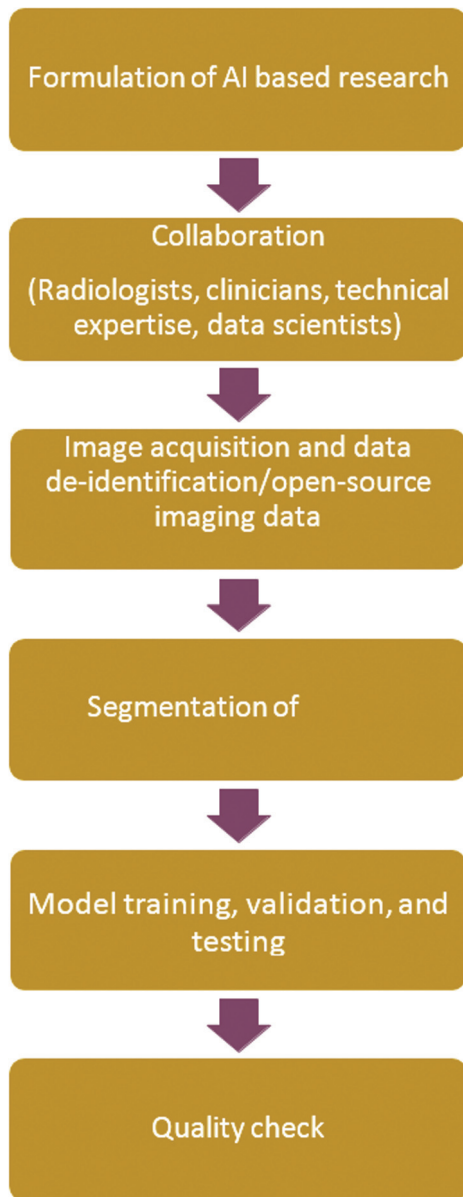 Formulation of AI based research
Collaboration
(Radiologists, clinicians, technical
expertise, data scientists)
Image acquisition and data
de-identification/open-source
imaging data
Segmentation of
Model training, validation, and
testing
Quality check